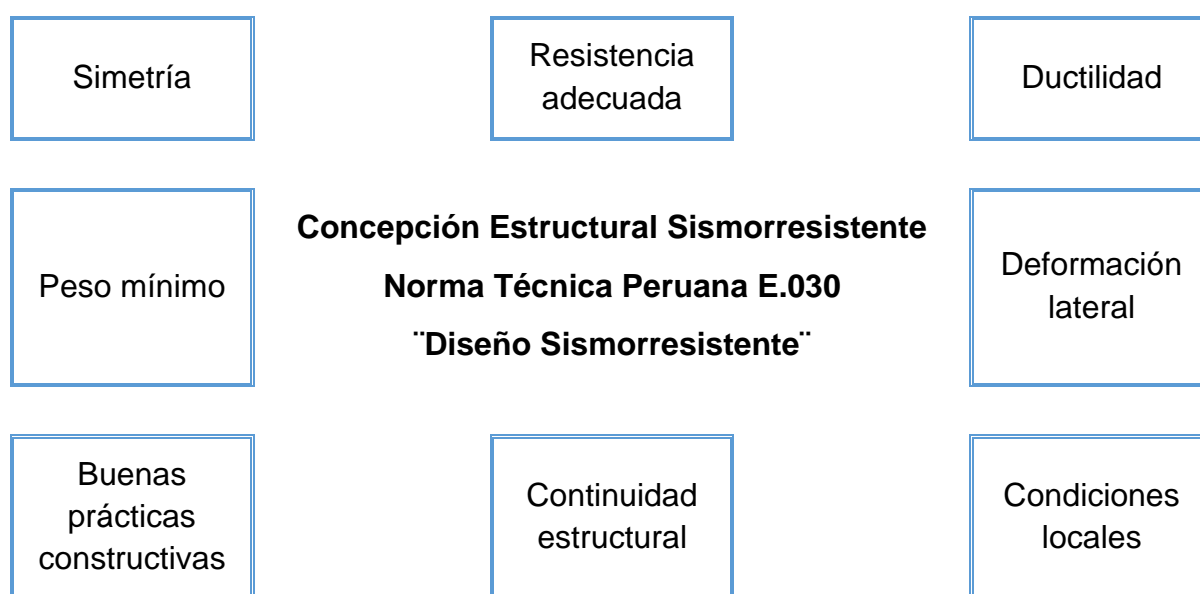 Simetría
Resistencia
adecuada
Ductilidad
Peso mínimo
Concepción Estructural Sismorresistente
Norma Técnica Peruana E.030
¨Diseño Sismorresistente¨
Deformación
lateral
Buenas
prácticas
constructivas
Continuidad
estructural
Condiciones
locales